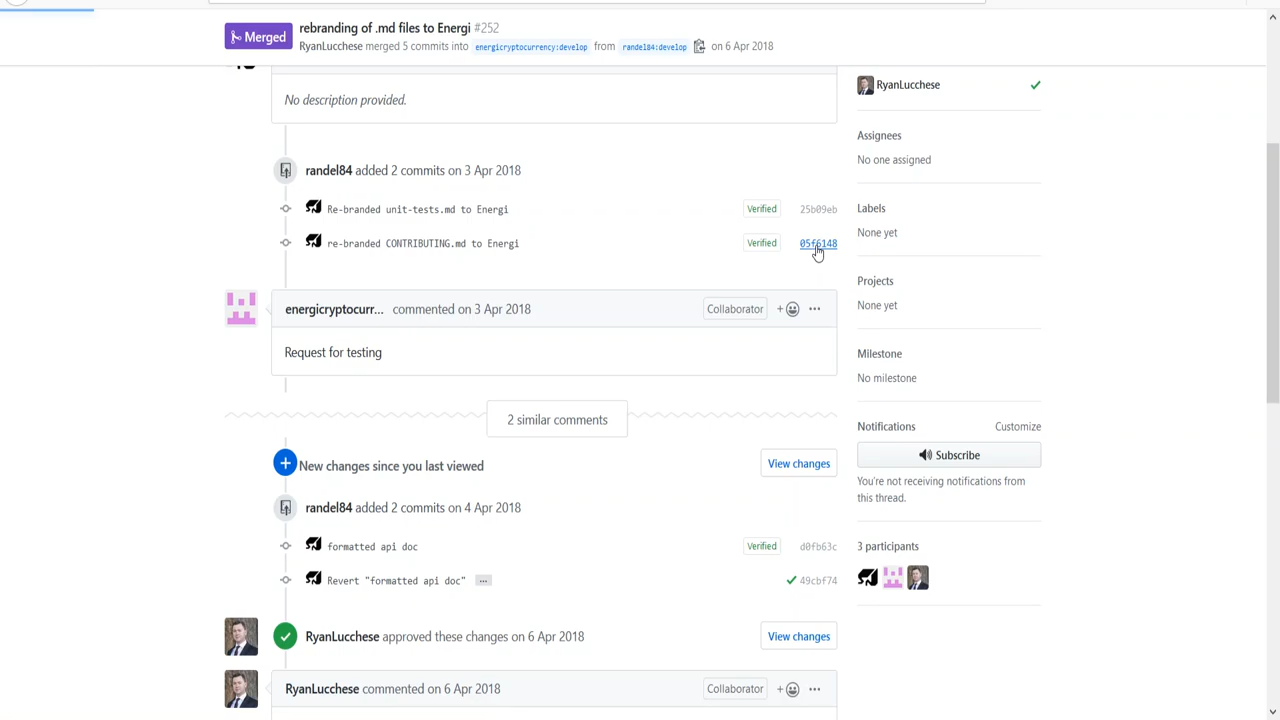 Merged
rebranding of .md files to Energi #252
RyanLucchese merged 5 commits into energicryptocurrency:develop from randel84:develop on 6 Apr 2018
RyanLucchese
No description provided.
Assignees
No one assigned
randel84 added 2 commits on 3 Apr 2018
Re-branded unit-tests.md to Energi Verified 25b09eb
Labels
None yet
re-branded CONTRIBUTING.md to Energi Verified 05f6148
Projects
None yet
energicryptocurr... commented on 3 Apr 2018 Collaborator
Request for testing
Milestone
No milestone
2 similar comments
Notifications Customize
Subscribe
You're not receiving notifications from
this thread.
New changes since you last viewed View changes
randel84 added 2 commits on 4 Apr 2018
formatted api doc Verified d0fb63c
3 participants
Revert "formatted api doc" ... 49cbf74
RyanLucchese approved these changes on 6 Apr 2018 View changes
RyanLucchese commented on 6 Apr 2018 Collaborator